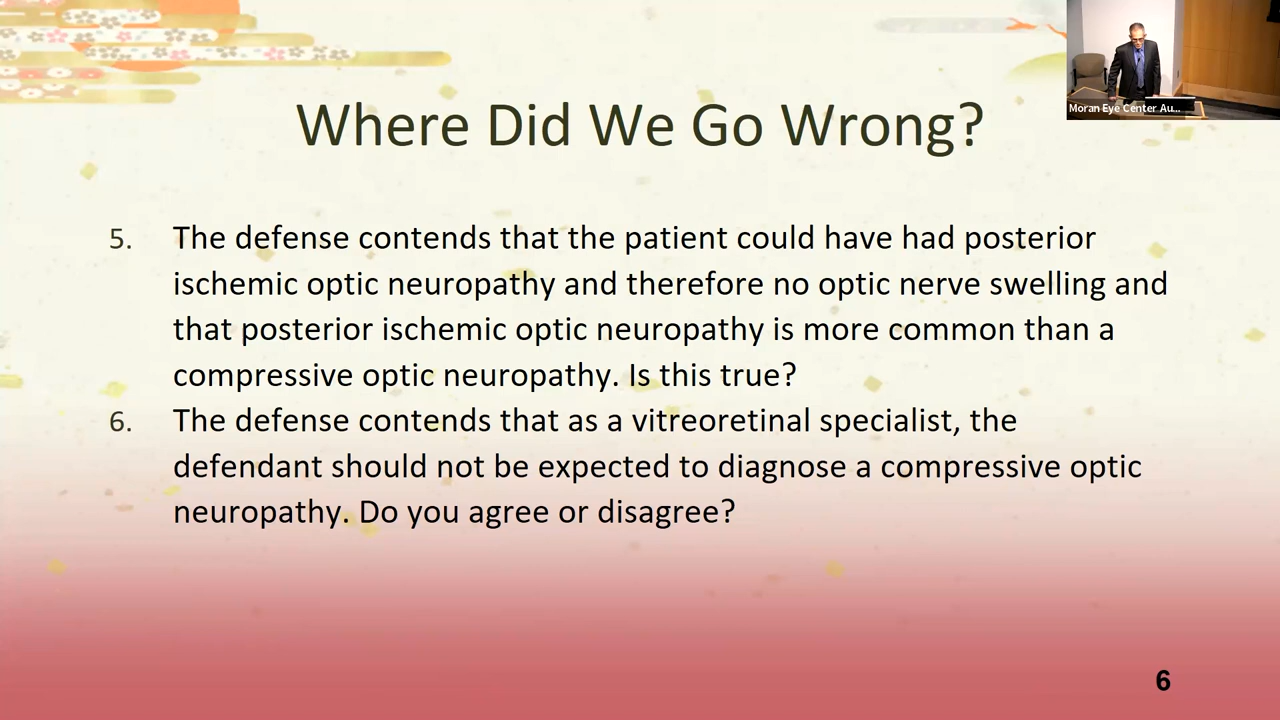 Moran Eye Center Au...
Where Did We Go Wrong?
5. The defense contends that the patient could have had posterior
ischemic optic neuropathy and therefore no optic nerve swelling and
that posterior ischemic optic neuropathy is more common than a
compressive optic neuropathy. Is this true?
6. The defense contends that as a vitreoretinal specialist, the
defendant should not be expected to diagnose a compressive optic
neuropathy. Do you agree or disagree?
6